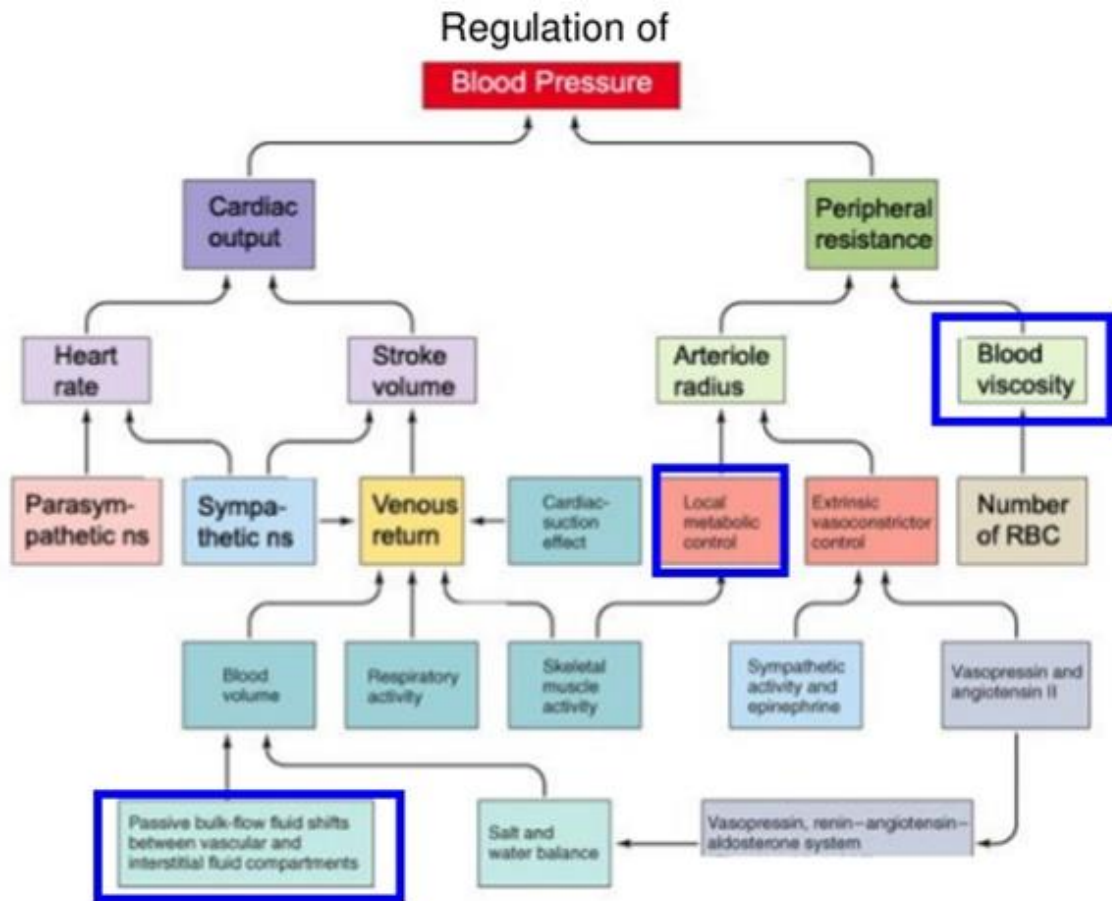 Regulation of
Blood Pressure
Cardiac
output
Peripheral
resistance
Heart
rate
Stroke
volume
Arteriole
radius
Blood
viscosity
Parasym-
pathetic ns
Sympa-
thetic ns
Venous
return
Cardiac-
suction
effect
Local
metabolic
control
Extrinsic
vasoconstrictor
control
Number
of RBC
Blood
volume
Respiratory
activity
Skeletal
muscle
activity
Sympathetic
activity and
epinephrine
Vasopressin and
angiotensin II
Passive bulk-flow fluid shifts
between vascular and
interstitial fluid compartments
Salt and
water balance
Vasopressin, renin–angiotensin–
aldosterone system